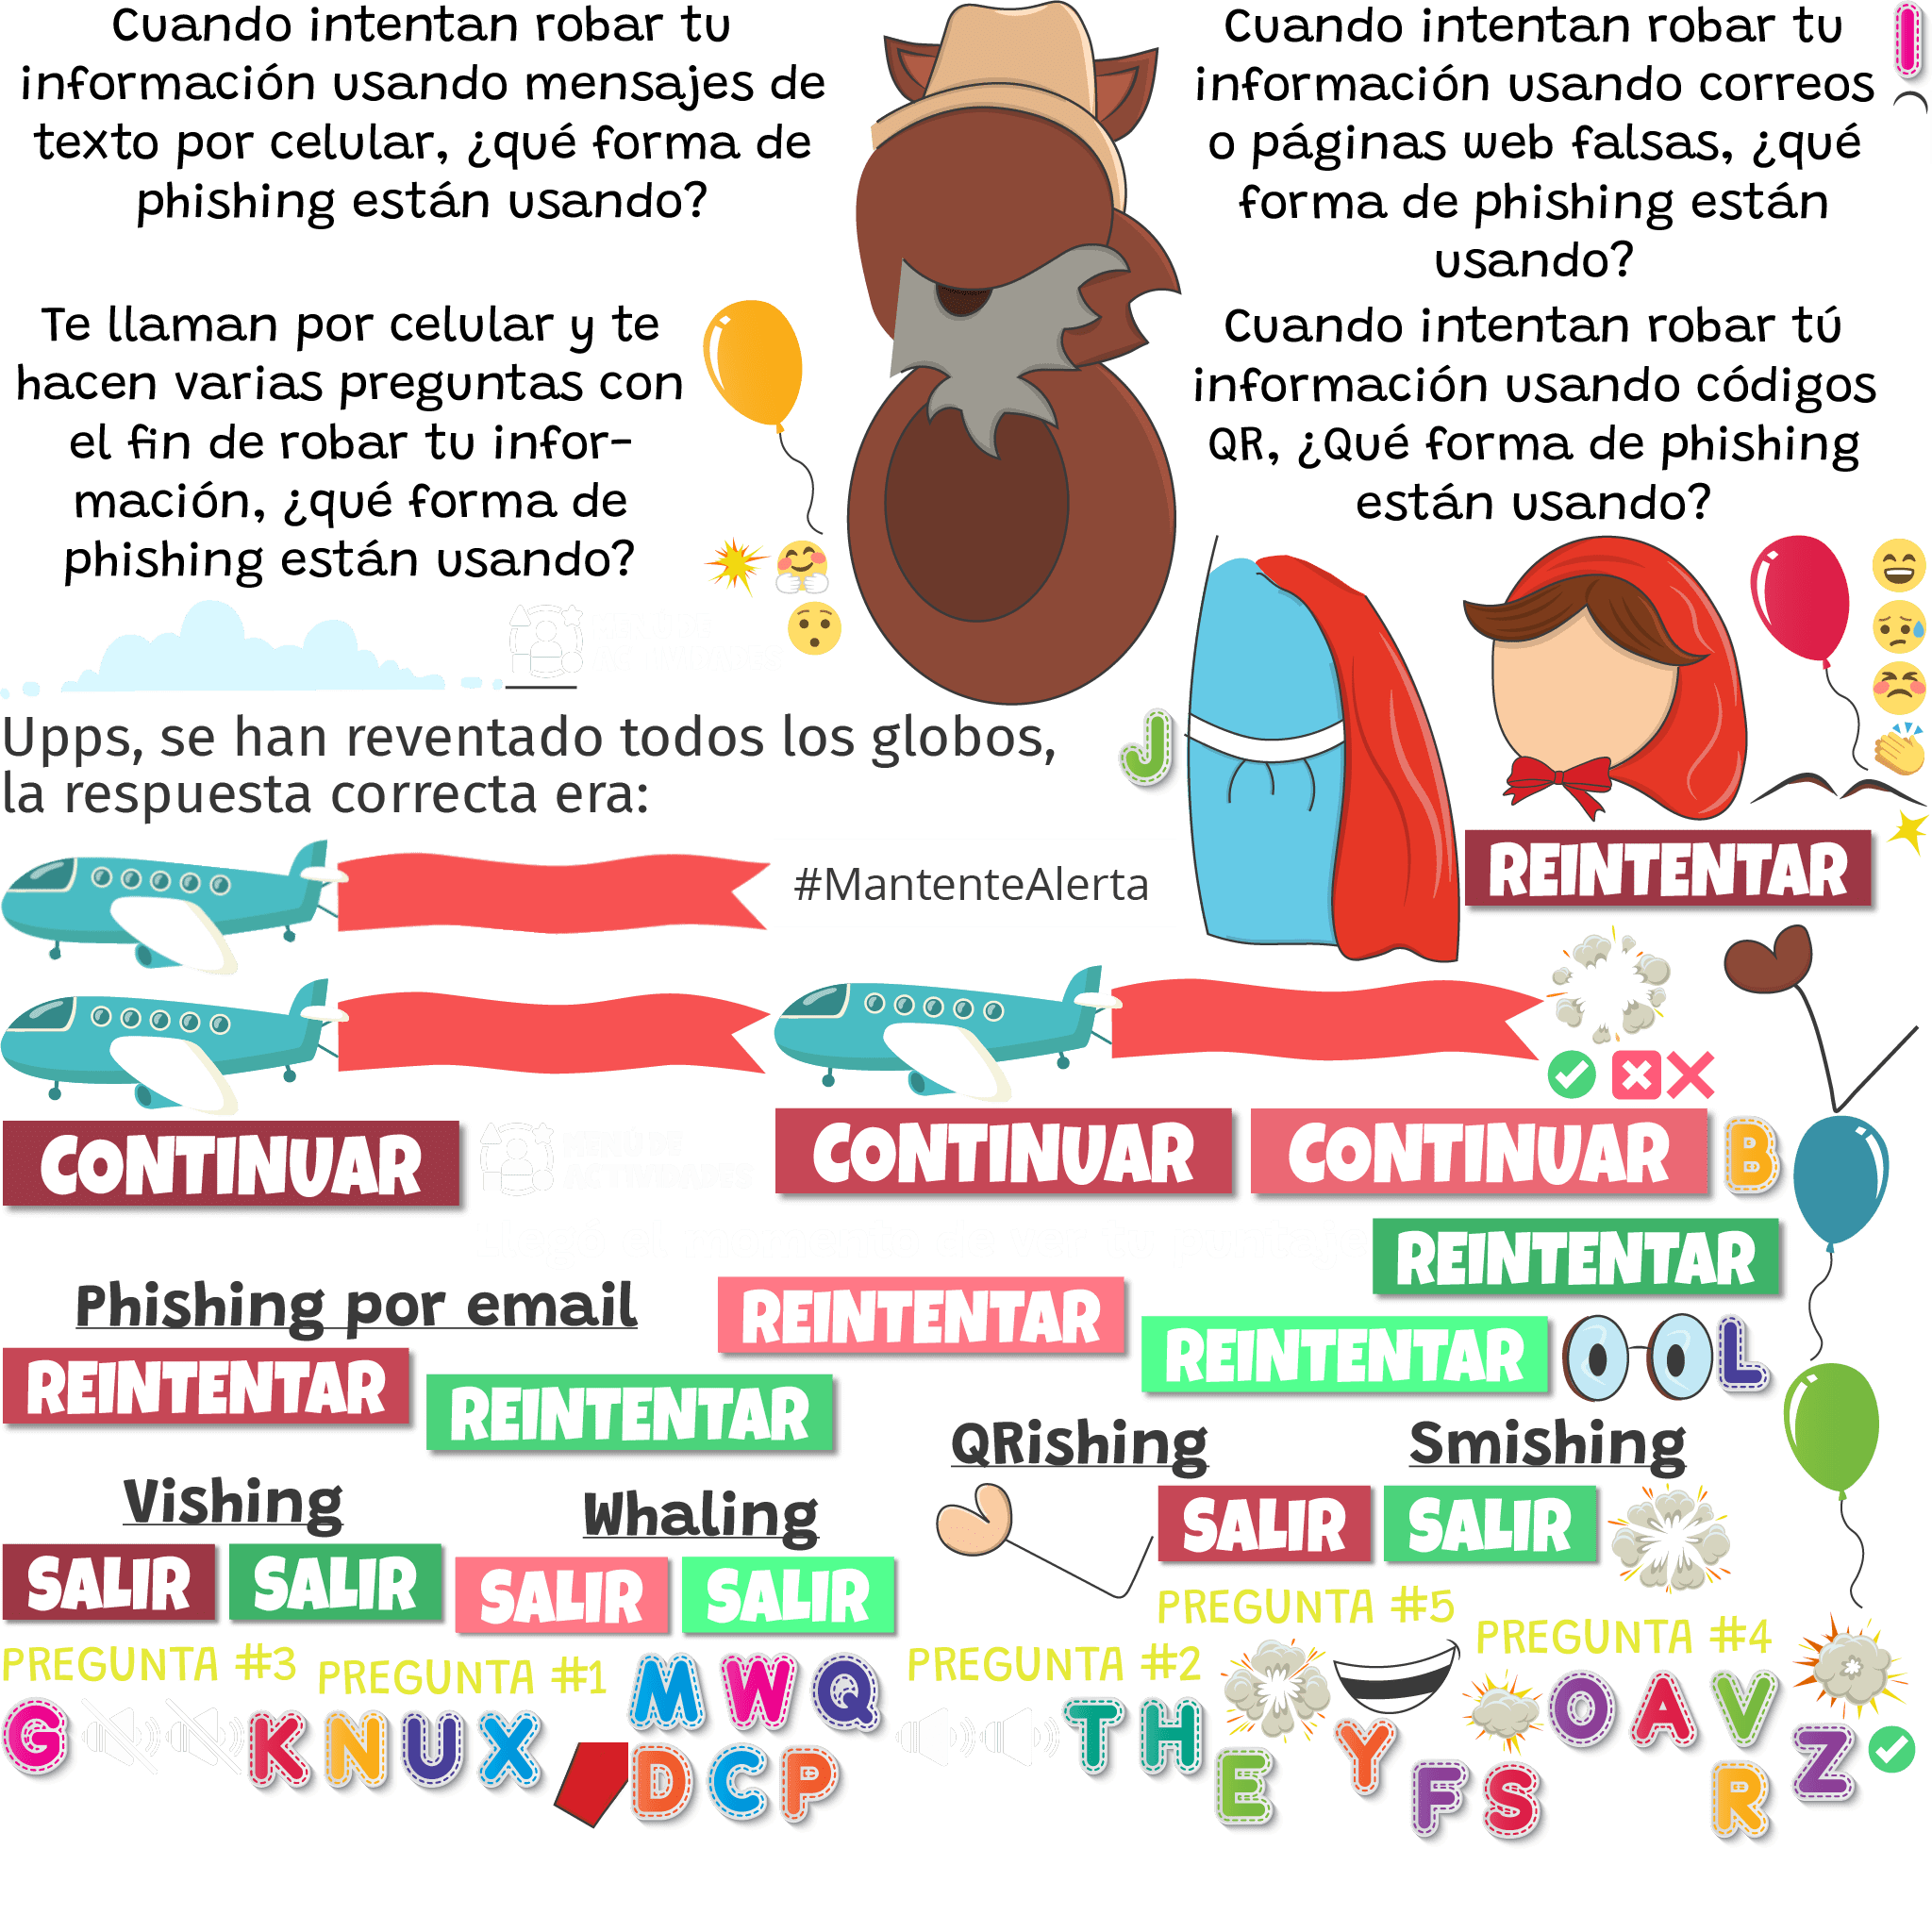 Cuando intentan robar tu
información usando mensajes de
texto por celular, ¿qué forma de
phishing están usando?
Cuando intentan robar tu
información usando correos
o páginas web falsas, ¿qué
forma de phishing están
usando?
I
Te llaman por celular y te
hacen varias preguntas con
el fin de robar tu infor-
mación, ¿qué forma de
phishing están usando?
Cuando intentan robar tú
información usando códigos
QR, ¿Qué forma de phishing
están usando?
Upps, se han reventado todos los globos,
la respuesta correcta era:
J
#MantenteAlerta
REINTENTAR
CONTINUAR
CONTINUAR
CONTINUAR
B
REINTENTAR
Phishing por email
REINTENTAR
REINTENTAR
L
REINTENTAR
REINTENTAR
QRishing
Smishing
Vishing
Whaling
SALIR
SALIR
SALIR
SALIR
SALIR
SALIR
PREGUNTA #5
PREGUNTA #3
PREGUNTA #1
PREGUNTA #2
PREGUNTA #4
M W Q
G K N U X
T H
O A V
D C P
E Y F S R Z